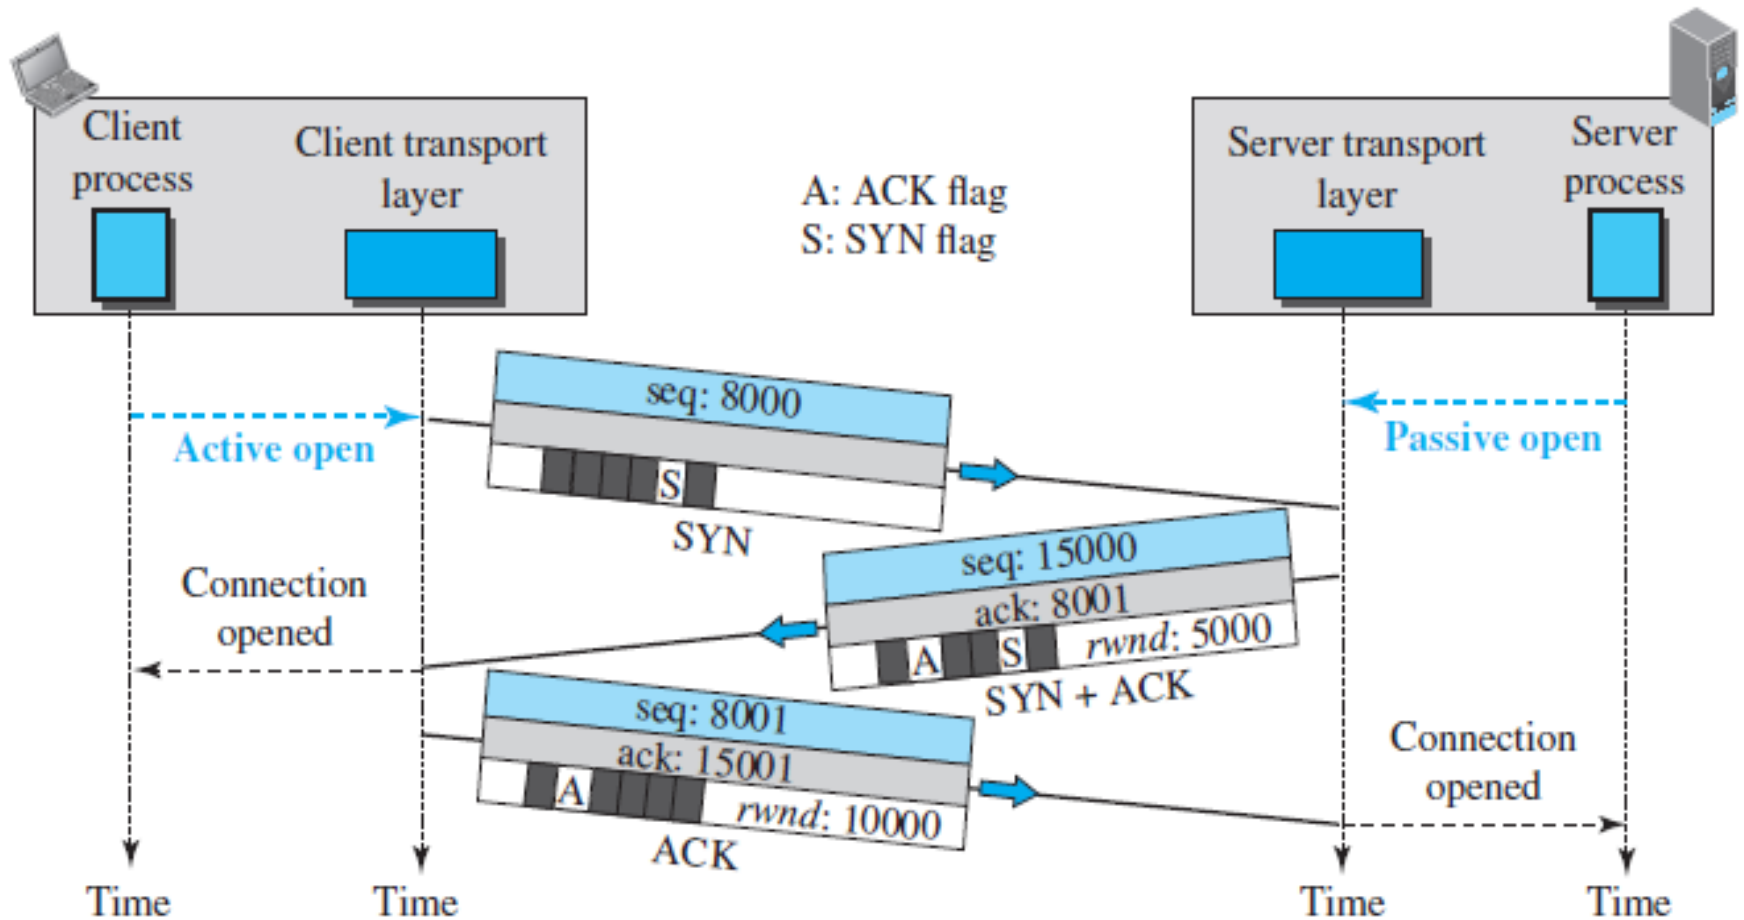 Client
process
Client transport
layer
A: ACK flag
S: SYN flag
Server transport
layer
Server
process
Active open
seq: 8000
S
SYN
Passive open
seq: 15000
ack: 8001
A S rwnd: 5000
SYN + ACK
Connection
opened
seq: 8001
ack: 15001
A rwnd: 10000
ACK
Connection
opened
Time
Time
Time
Time